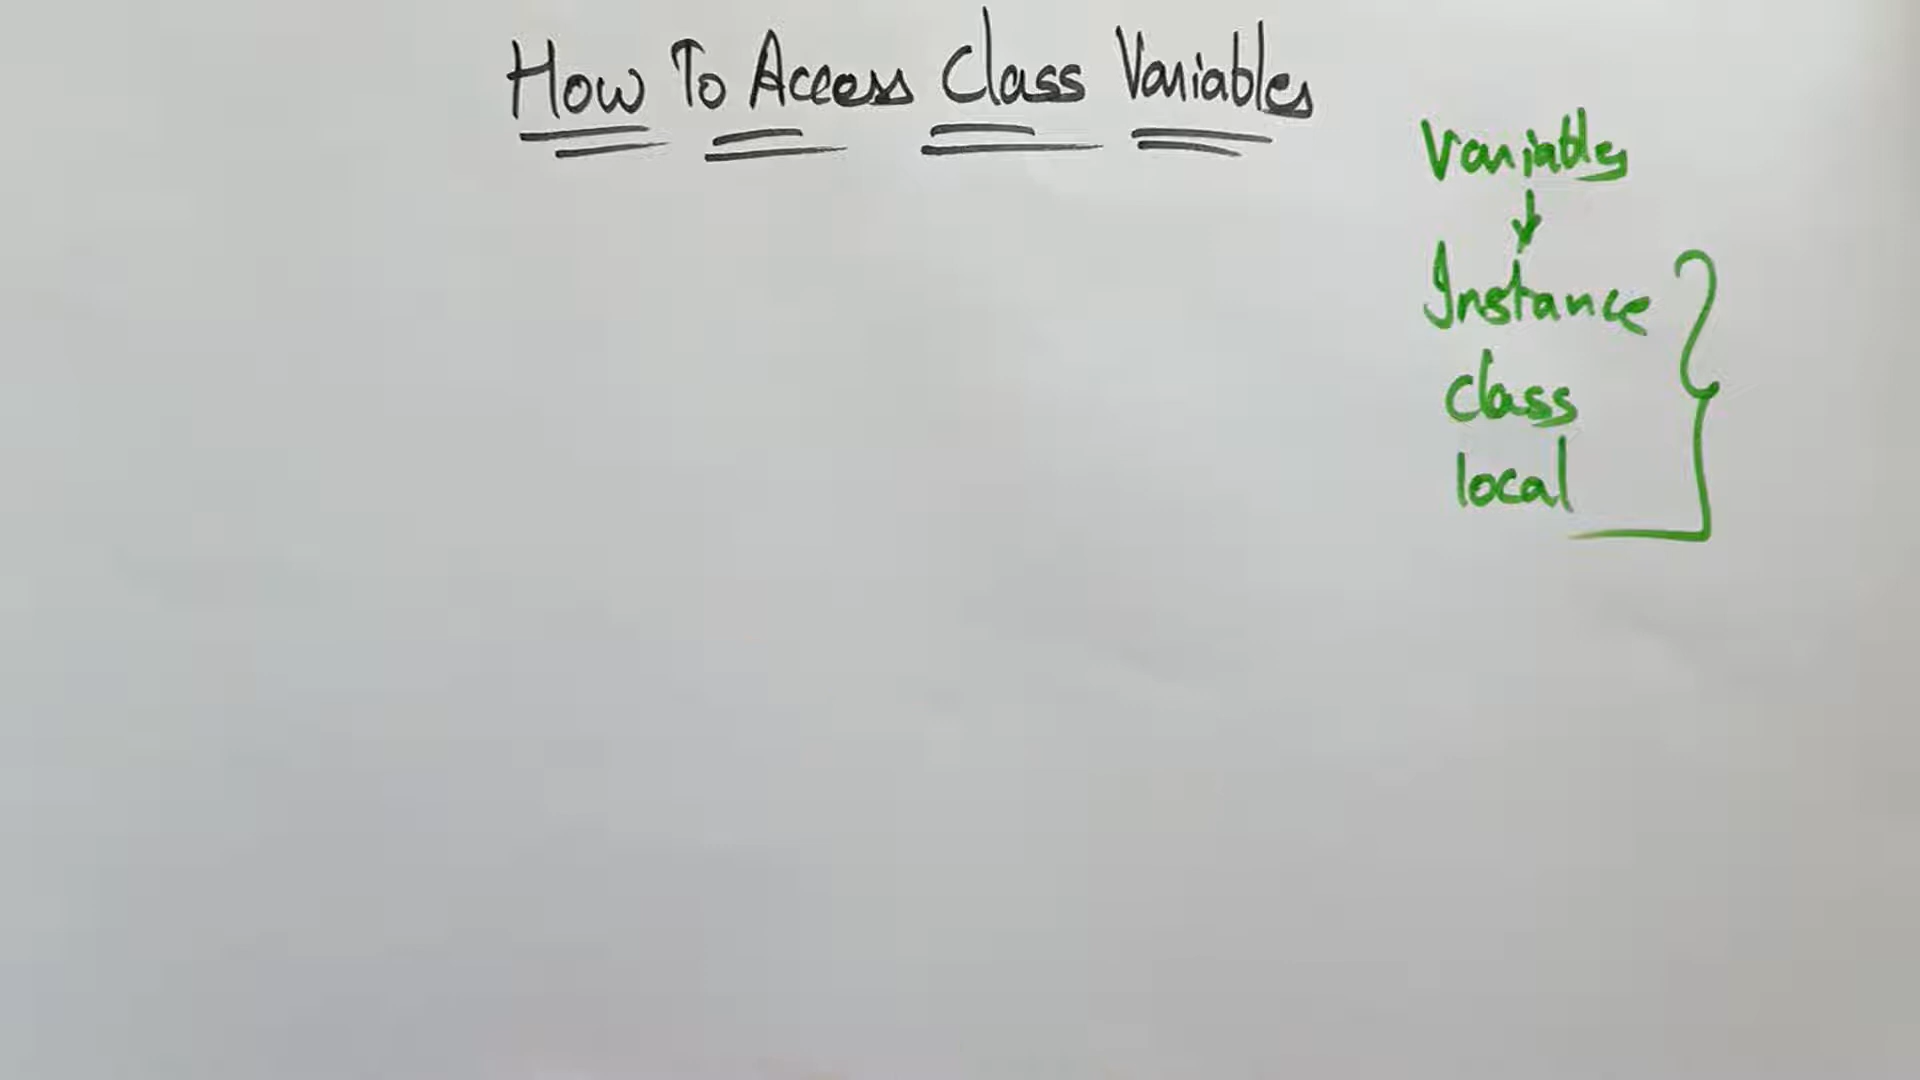 How To Access Class Variables
Variables
Instance
class
local